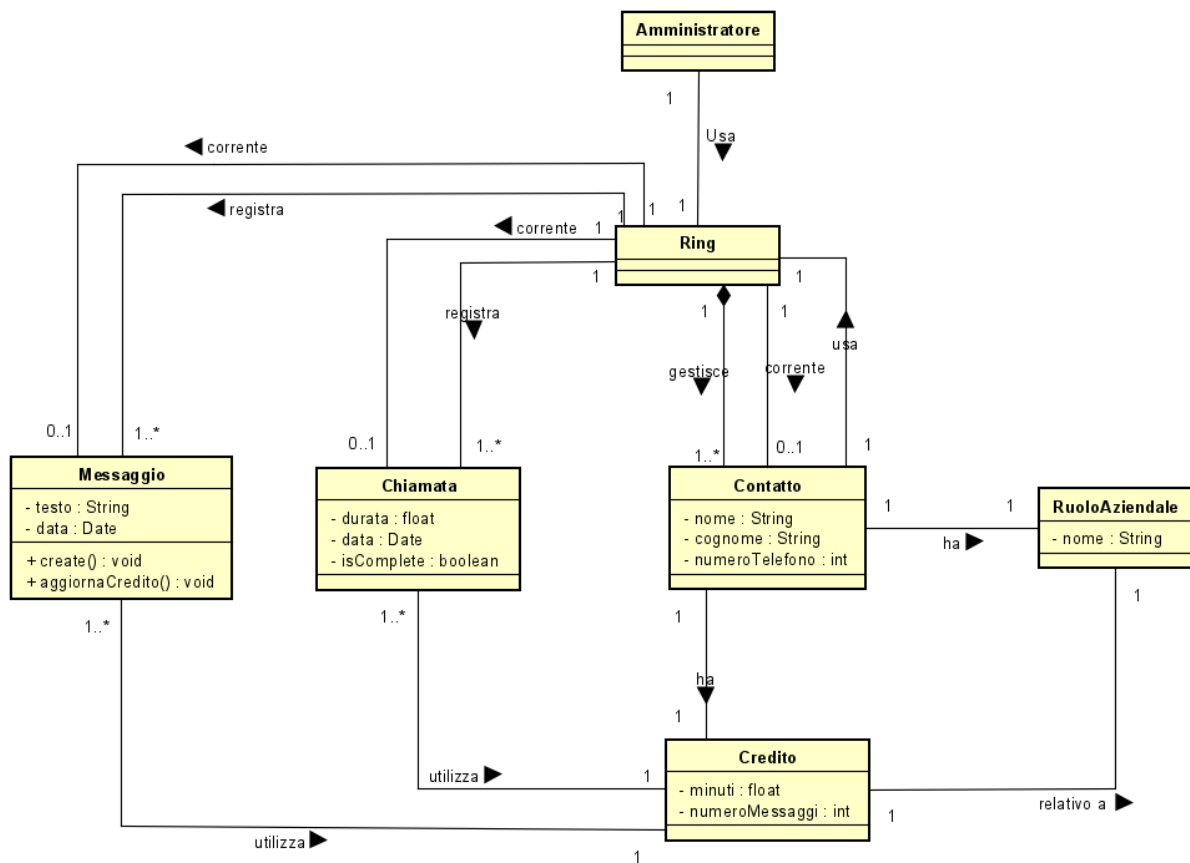 Amministratore
1
Usa
corrente
registra
1
1
1
1
corrente
Ring
1
1
1
1
registra
usa
gestisce
corrente
0..1
1..*
0..1
1..*
1..*
0..1
1
Messaggio
- testo : String
- data : Date
+ create() : void
+ aggiornaCredito() : void
Chiamata
- durata : float
- data : Date
- isComplete : boolean
Contatto
- nome : String
- cognome : String
- numeroTelefono : int
1
1
ha
RuoloAziendale
- nome : String
1..*
1..*
1
1
ha
1
Credito
- minuti : float
- numeroMessaggi : int
utilizza
1
relativo a
1
utilizza
1